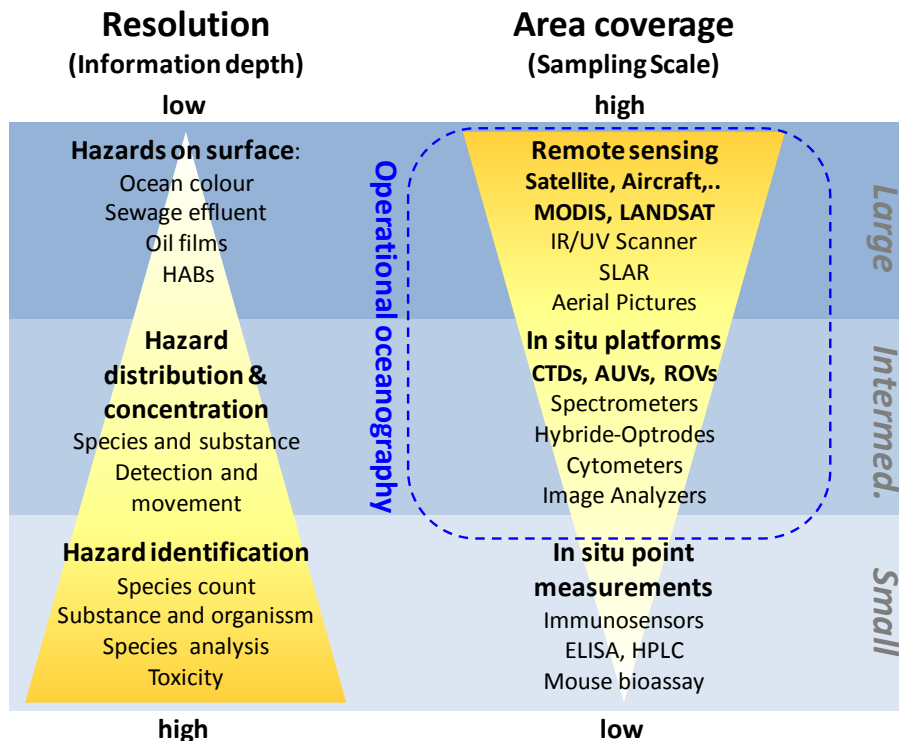 Resolution
(Information depth)
low
Hazards on surface:
Ocean colour
Sewage effluent
Oil films
HABs
Hazard
distribution &
concentration
Species and substance
Detection and
movement
Hazard identification
Species count
Substance and organissm
Species analysis
Toxicity
high
Operational oceanography
Area coverage
(Sampling Scale)
high
Remote sensing
Satellite, Aircraft,..
MODIS, LANDSAT
IR/UV Scanner
SLAR
Aerial Pictures
In situ platforms
CTDs, AUVs, ROVs
Spectrometers
Hybride-Optrodes
Cytometers
Image Analyzers
In situ point
measurements
Immunosensors
ELISA, HPLC
Mouse bioassay
low
Large
Intermed.
Small